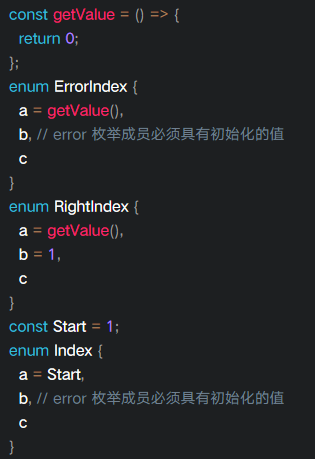 const getValue = () => {
  return 0;
};
enum ErrorIndex {
  a = getValue(),
  b, // error 枚举成员必须具有初始化的值
  c
}
enum RightIndex {
  a = getValue(),
  b = 1,
  c
}
const Start = 1;
enum Index {
  a = Start,
  b, // error 枚举成员必须具有初始化的值
  c
}